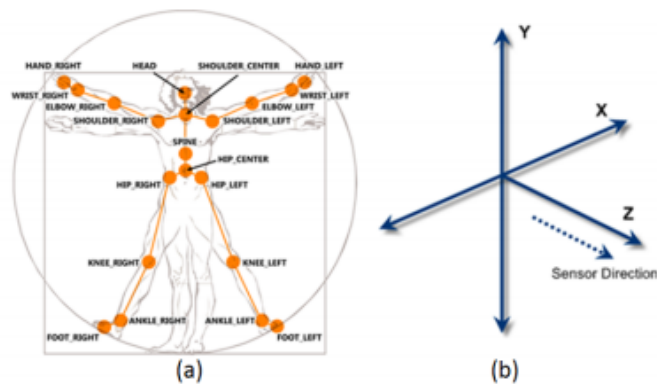 HAND_RIGHT
HEAD
SHOULDER_CENTER
HAND_LEFT
WRIST_RIGHT
WRIST_LEFT
ELBOW_RIGHT
ELBOW_LEFT
SHOULDER_RIGHT
SHOULDER_LEFT
SPINE
HIP_CENTER
HIP_RIGHT
HIP_LEFT
KNEE_RIGHT
KNEE_LEFT
ANKLE_RIGHT
ANKLE_LEFT
FOOT_RIGHT
FOOT_LEFT
(a)
Y
X
Z
Sensor Direction
(b)